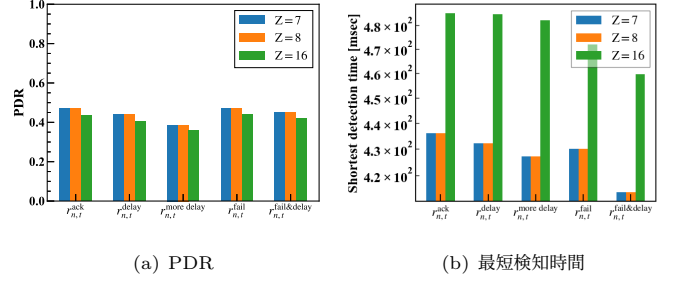 PDR
1.0
0.8
0.6
0.4
0.2
0.0
Z = 7
Z = 8
Z = 16
r_{n,t}^{ack}
r_{n,t}^{delay}
r_{n,t}^{more delay}
r_{n,t}^{fail}
r_{n,t}^{fail&delay}
(a) PDR
Shortest detection time [msec]
4.8 × 10²
4.7 × 10²
4.6 × 10²
4.5 × 10²
4.4 × 10²
4.3 × 10²
4.2 × 10²
Z = 7
Z = 8
Z = 16
r_{n,t}^{ack}
r_{n,t}^{delay}
r_{n,t}^{more delay}
r_{n,t}^{fail}
r_{n,t}^{fail&delay}
(b) 最短検知時間